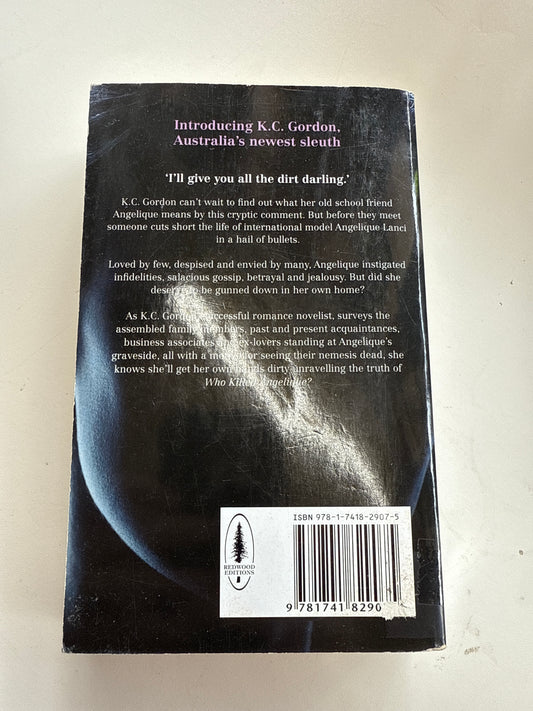 Introducing K.C. Gordon,
Australia's newest sleuth
'I'll give you all the dirt darling.'
K.C. Gordon can't wait to find out what her old school friend
Angelique means by this cryptic comment. But before they meet
someone cuts short the life of international model Angelique Lanci
in a hail of bullets.
Loved by few, despised and envied by many, Angelique instigated
infidelities, salacious gossip, betrayal and jealousy. But did she
deserve to be gunned down in her own home?
As K.C. Gordon, successful romance novelist, surveys the
assembled family members, past and present acquaintances,
business associates and ex-lovers standing at Angelique's
graveside, all with a motive for seeing their nemesis dead, she
knows she'll get her own hands dirty unravelling the truth of
Who Killed Angelique?
ISBN 978-1-7418-2907-5
REDWOOD
EDITIONS
9 781741 8290